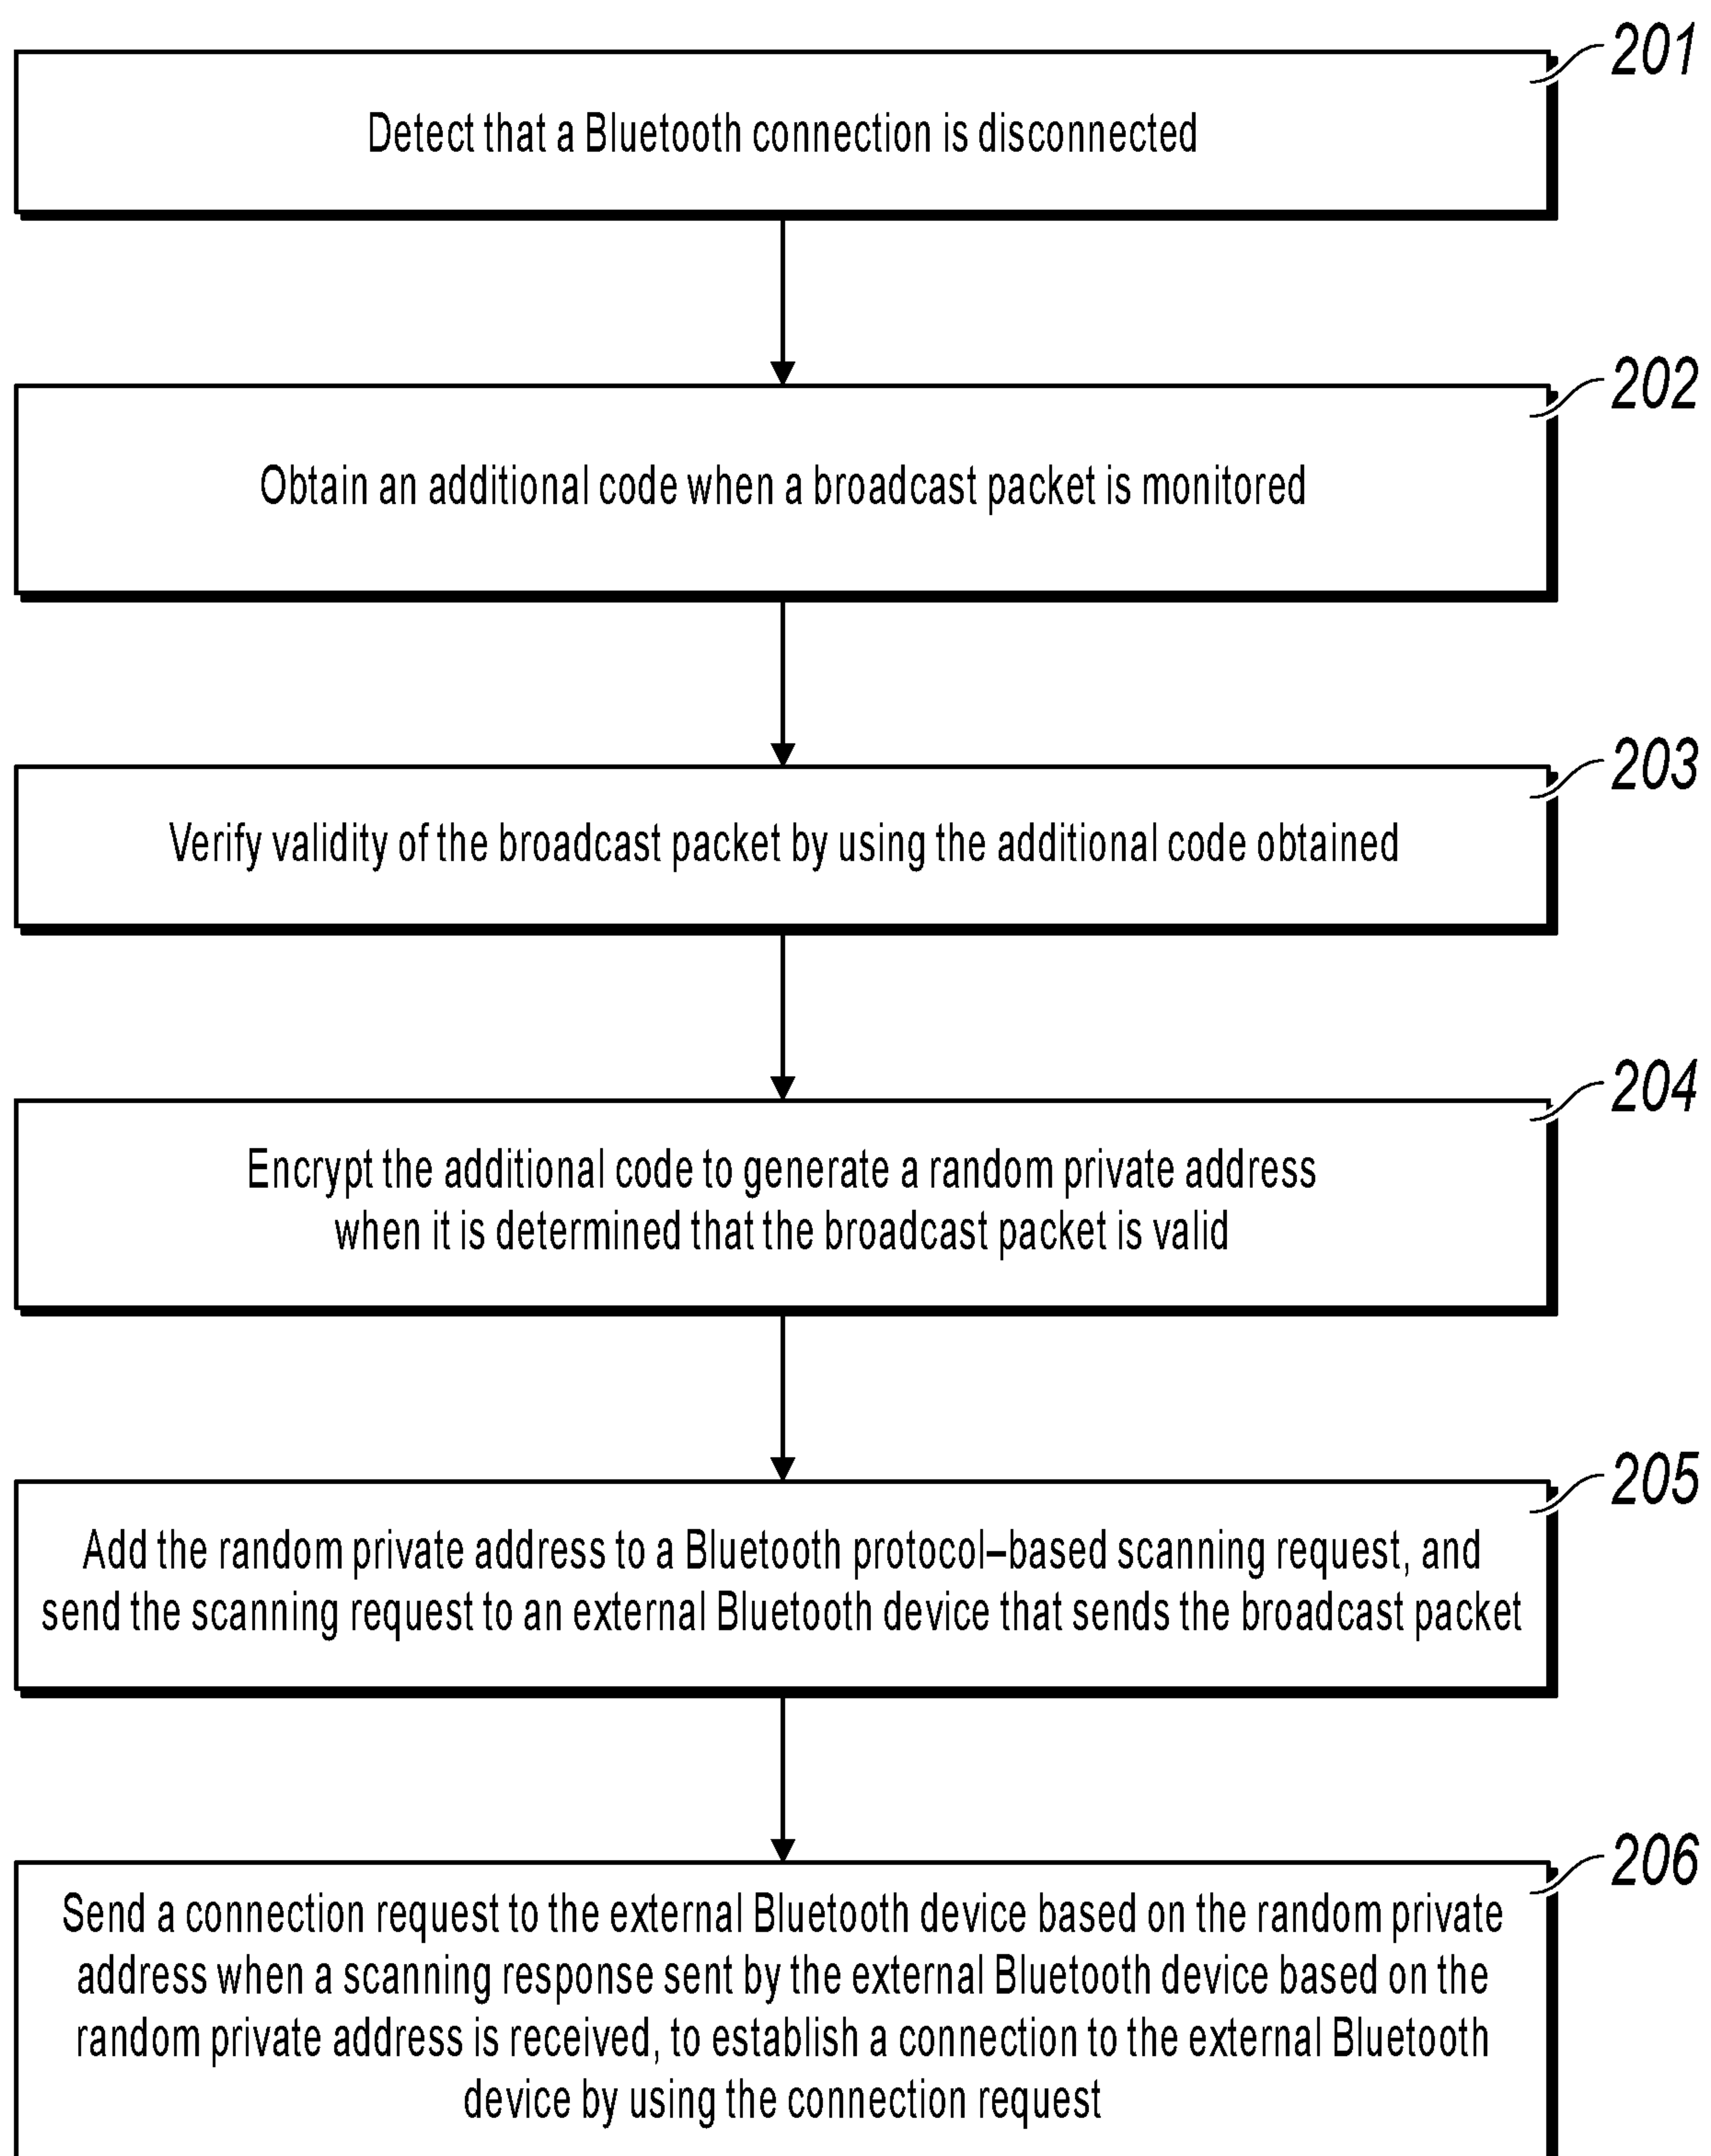 201
Detect that a Bluetooth connection is disconnected
202
Obtain an additional code when a broadcast packet is monitored
203
Verify validity of the broadcast packet by using the additional code obtained
204
Encrypt the additional code to generate a random private address
when it is determined that the broadcast packet is valid
205
Add the random private address to a Bluetooth protocol–based scanning request, and
send the scanning request to an external Bluetooth device that sends the broadcast packet
206
Send a connection request to the external Bluetooth device based on the random private
address when a scanning response sent by the external Bluetooth device based on the
random private address is received, to establish a connection to the external Bluetooth
device by using the connection request